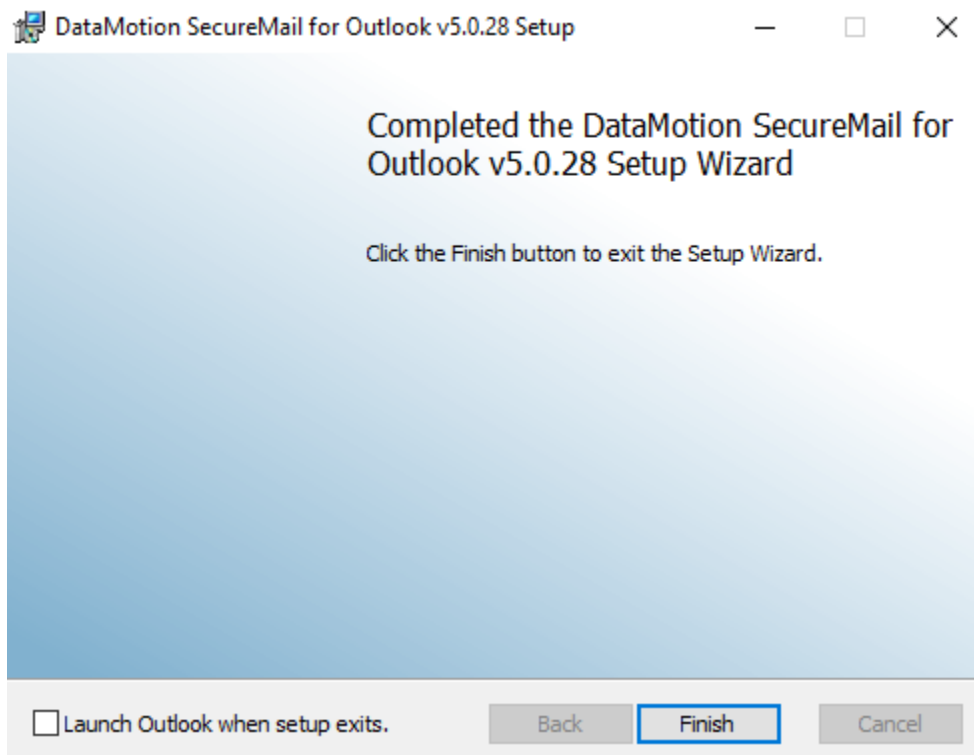 DataMotion SecureMail for Outlook v5.0.28 Setup
Completed the DataMotion SecureMail for
Outlook v5.0.28 Setup Wizard
Click the Finish button to exit the Setup Wizard.
Launch Outlook when setup exits.
Back
Finish
Cancel